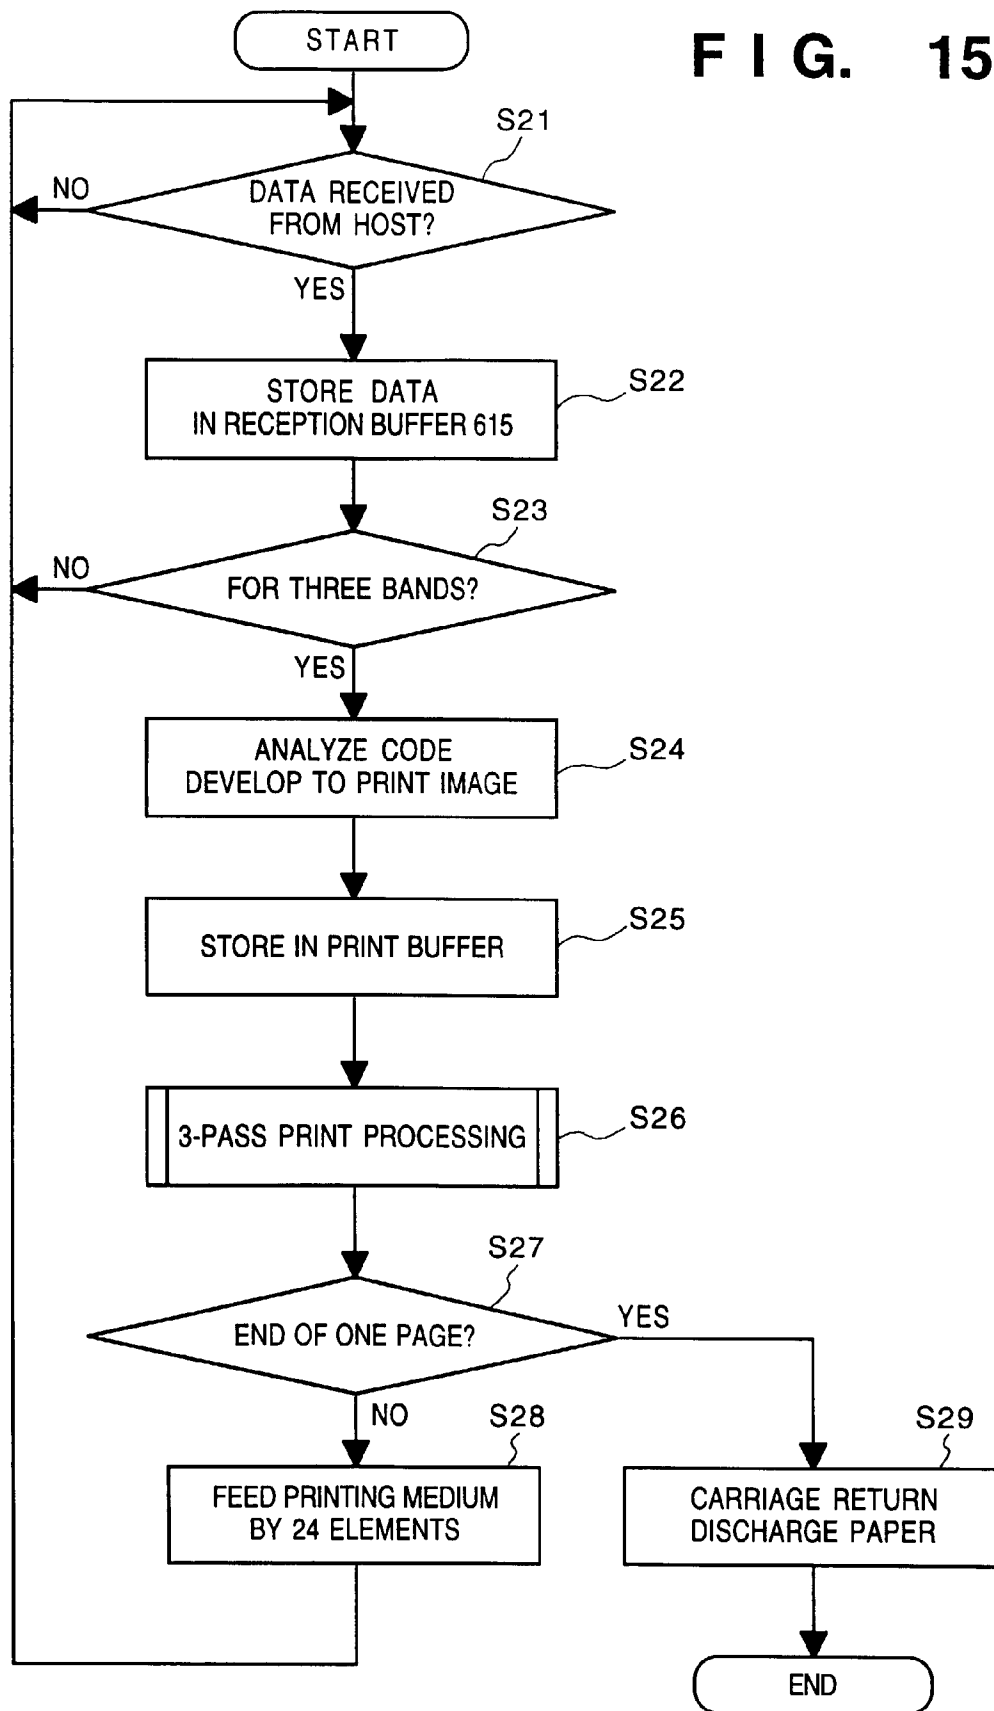 START
F I G. 15
S21
NO
DATA RECEIVED
FROM HOST?
YES
STORE DATA
IN RECEPTION BUFFER 615
S22
S23
NO
FOR THREE BANDS?
YES
ANALYZE CODE
DEVELOP TO PRINT IMAGE
S24
STORE IN PRINT BUFFER
S25
3-PASS PRINT PROCESSING
S26
S27
END OF ONE PAGE?
YES
NO
S28
S29
FEED PRINTING MEDIUM
BY 24 ELEMENTS
CARRIAGE RETURN
DISCHARGE PAPER
END